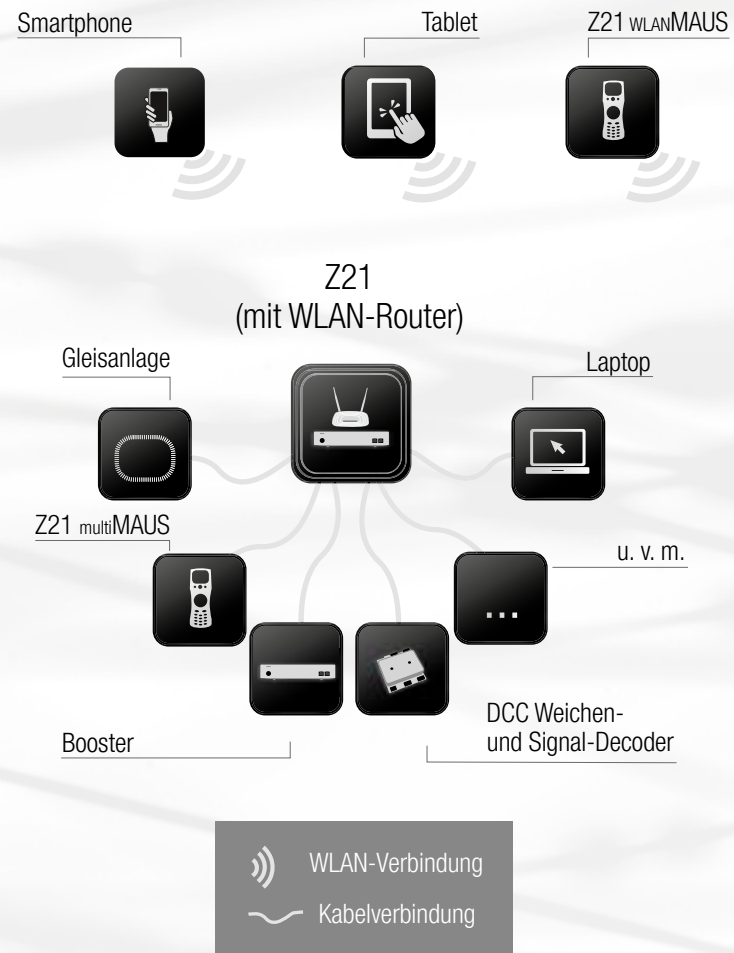 Smartphone
Tablet
Z21 WLANMAUS
Z21
(mit WLAN-Router)
Gleisanlage
Laptop
Z21 multiMAUS
u. v. m.
Booster
DCC Weichen-
und Signal-Decoder
WLAN-Verbindung
Kabelverbindung